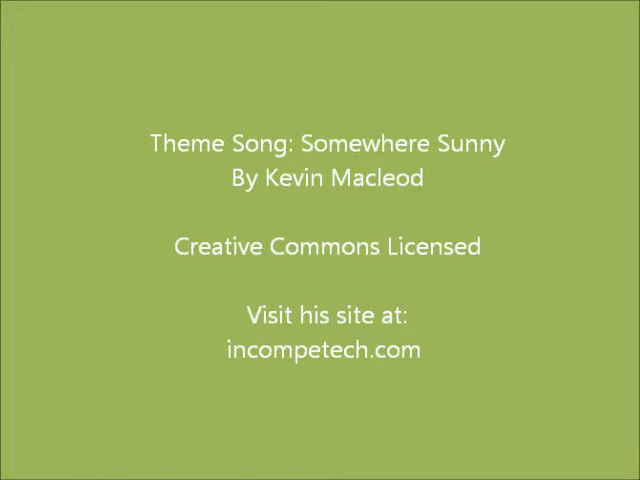 Theme Song: Somewhere Sunny
By Kevin Macleod
Creative Commons Licensed
Visit his site at:
incompetech.com